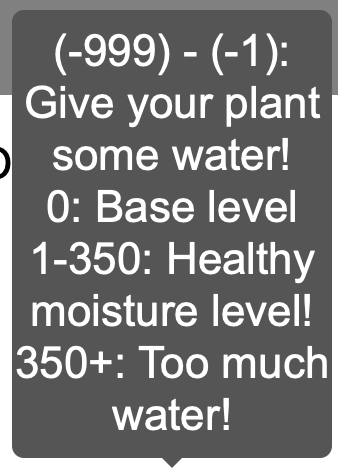 (-999) - (-1):
Give your plant
some water!
0: Base level
1-350: Healthy
moisture level!
350+: Too much
water!